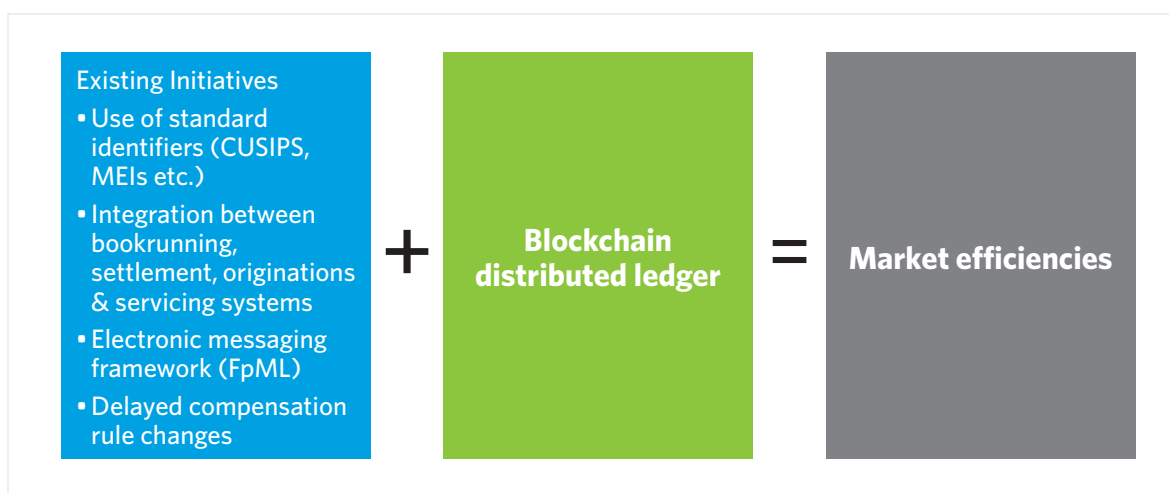 Existing Initiatives
• Use of standard
identifiers (CUSIPS,
MEIs etc.)
• Integration between
bookrunning,
settlement, originations
& servicing systems
• Electronic messaging
framework (FpML)
• Delayed compensation
rule changes
+
Blockchain
distributed ledger
=
Market efficiencies